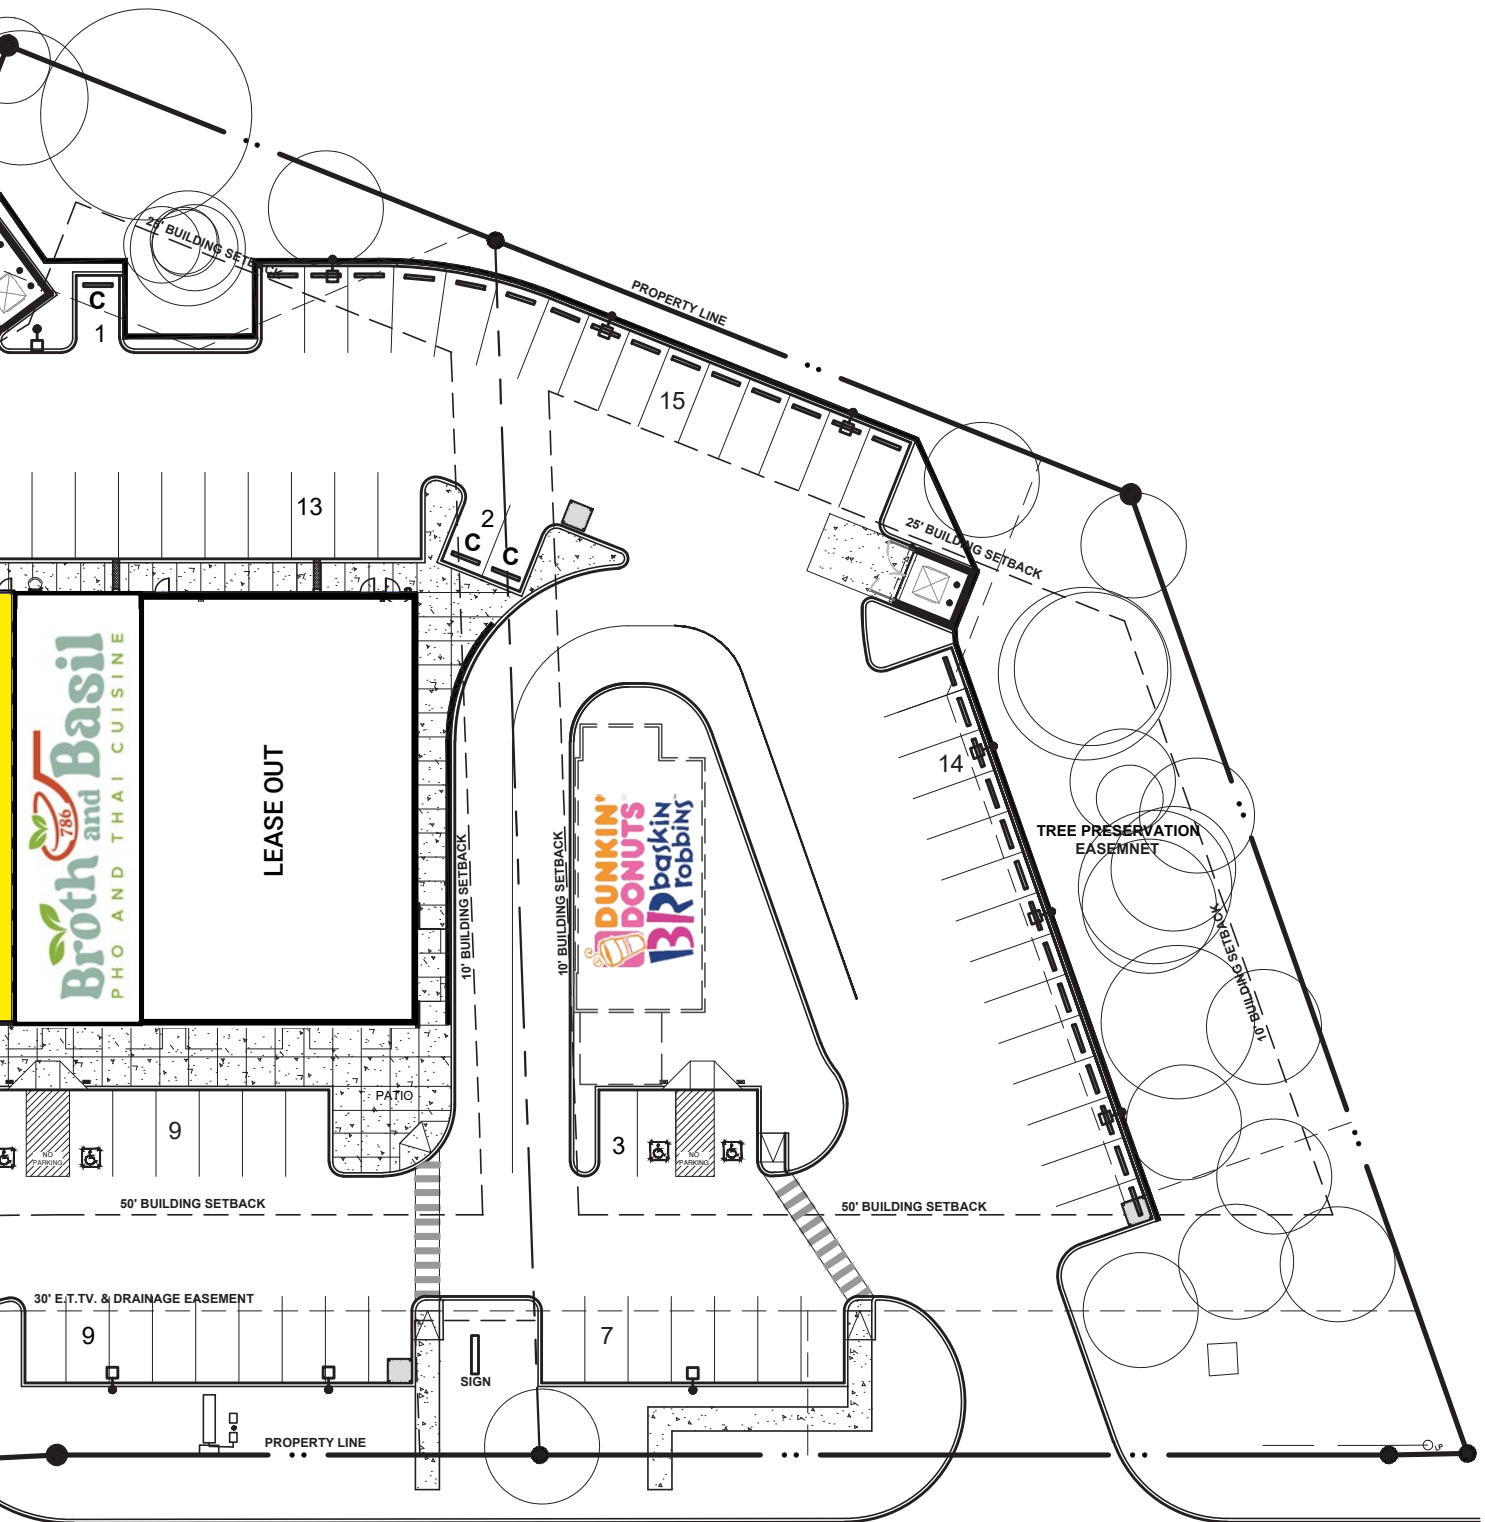 25' BUILDING SETBACK
C
1
PROPERTY LINE
15
13
2
C
C
25' BUILDING SETBACK
Broth and Basil
786
PHO AND THAI CUISINE
LEASE OUT
10' BUILDING SETBACK
10' BUILDING SETBACK
DUNKIN'
DONUTS
BR baskin
robbins
14
TREE PRESERVATION
EASEMNET
10' BUILDING SETBACK
PATIO
9
NO
PARKING
3
NO
PARKING
50' BUILDING SETBACK
50' BUILDING SETBACK
30' E.T.TV. & DRAINAGE EASEMENT
9
7
SIGN
PROPERTY LINE